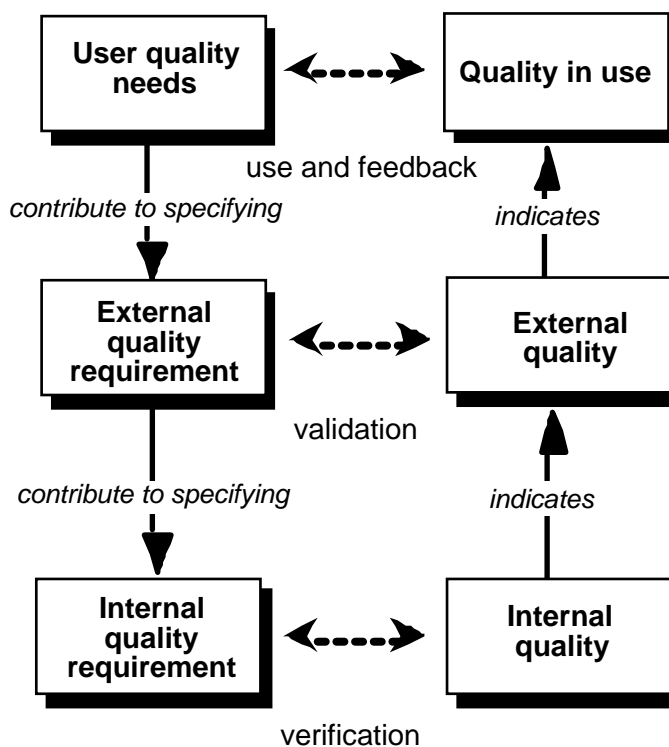 User quality
needs
Quality in use
use and feedback
contribute to specifying
indicates
External
quality
requirement
External
quality
validation
contribute to specifying
indicates
Internal
quality
requirement
Internal
quality
verification